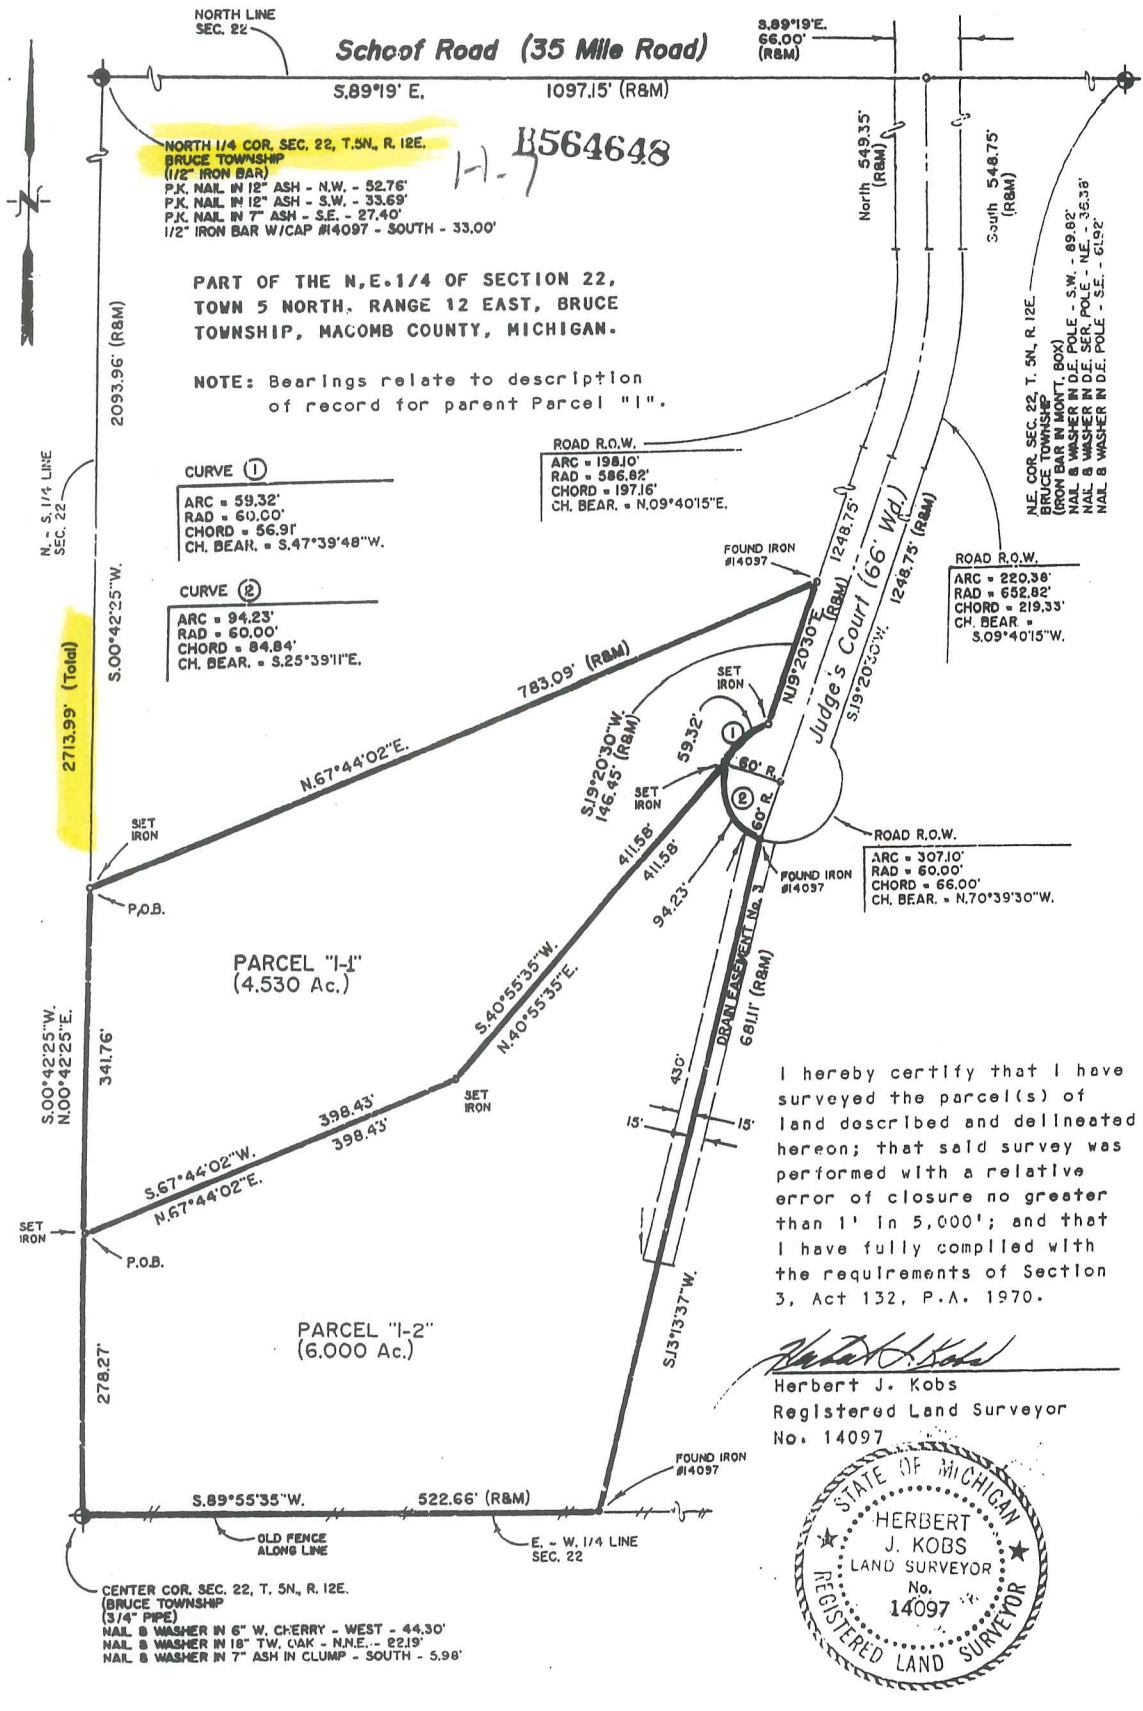 NORTH LINE
SEC. 22
Schoof Road (35 Mile Road)
S.89°19'E.
66.00'
(R&M)
S.89°19' E. 1097.15' (R&M)
NORTH 1/4 COR. SEC. 22, T.5N., R. 12E.
BRUCE TOWNSHIP
(1/2" IRON BAR)
P.K. NAIL IN 12" ASH - N.W. - 52.76'
P.K. NAIL IN 12" ASH - S.W. - 33.69'
P.K. NAIL IN 7" ASH - S.E. - 27.40'
1/2" IRON BAR W/CAP #14097 - SOUTH - 33.00'
B564648
N
North 549.35'
(R&M)
South 548.75'
(R&M)
PART OF THE N.E.1/4 OF SECTION 22,
TOWN 5 NORTH, RANGE 12 EAST, BRUCE
TOWNSHIP, MACOMB COUNTY, MICHIGAN.
NOTE: Bearings relate to description
of record for parent Parcel "I".
N.E. COR. SEC. 22, T. 5N., R. 12E.
BRUCE TOWNSHIP
(IRON BAR IN MON'T. BOX)
NAIL & WASHER IN D.E. POLE - S.W. - 89.82'
NAIL & WASHER IN D.E. SER. POLE - N.E. - 36.38'
NAIL & WASHER IN D.E. POLE - S.E. - 61.92'
2093.96' (R&M)
N. - S. 1/4 LINE
SEC. 22
S.00°42'25"W.
2713.99' (Total)
CURVE 1
ARC = 59.32'
RAD = 60.00'
CHORD = 56.91'
CH. BEAR. = S.47°39'48"W.
CURVE 2
ARC = 94.23'
RAD = 60.00'
CHORD = 84.84'
CH. BEAR. = S.25°39'11"E.
ROAD R.O.W.
ARC = 198.10'
RAD = 586.82'
CHORD = 197.16'
CH. BEAR. = N.09°40'15"E.
ROAD R.O.W.
ARC = 220.38'
RAD = 652.82'
CHORD = 219.33'
CH. BEAR. =
S.09°40'15"W.
FOUND IRON
#14097
1248.75'
(R&M)
N.19°20'30"E.
Judge's Court (66' Wd.)
S.19°20'30"W. 1248.75' (R&M)
N.67°44'02"E. 783.09' (R&M)
S.19°20'30"W.
146.45' (R&M)
SET
IRON
59.32'
1
60' R.
SET
IRON
2
60' R.
94.23'
SET
IRON
P.O.B.
ROAD R.O.W.
ARC = 307.10'
RAD = 60.00'
CHORD = 66.00'
CH. BEAR. = N.70°39'30"W.
FOUND IRON
#14097
411.58'
411.58'
S.40°55'35"W.
N.40°55'35"E.
DRAIN EASEMENT No. 3
681.11' (R&M)
PARCEL "I-1"
(4.530 Ac.)
S.00°42'25"W.
N.00°42'25"E.
341.76'
SET
IRON
398.43'
398.43'
S.67°44'02"W.
N.67°44'02"E.
430'
15'
15'
SET
IRON
P.O.B.
S.13°13'37"W.
I hereby certify that I have
surveyed the parcel(s) of
land described and delineated
hereon; that said survey was
performed with a relative
error of closure no greater
than 1' in 5,000'; and that
I have fully complied with
the requirements of Section
3, Act 132, P.A. 1970.
Herbert J. Kobs
Herbert J. Kobs
Registered Land Surveyor
No. 14097
PARCEL "I-2"
(6.000 Ac.)
278.27'
FOUND IRON
#14097
S.89°55'35"W. 522.66' (R&M)
OLD FENCE
ALONG LINE
E. - W. 1/4 LINE
SEC. 22
CENTER COR. SEC. 22, T. 5N., R. 12E.
(BRUCE TOWNSHIP
(3/4" PIPE)
NAIL & WASHER IN 6" W. CHERRY - WEST - 44.30'
NAIL & WASHER IN 18" TW. OAK - N.N.E. - 22.19'
NAIL & WASHER IN 7" ASH IN CLUMP - SOUTH - 5.98'
STATE OF MICHIGAN
HERBERT
J. KOBS
LAND SURVEYOR
No.
14097
REGISTERED LAND SURVEYOR